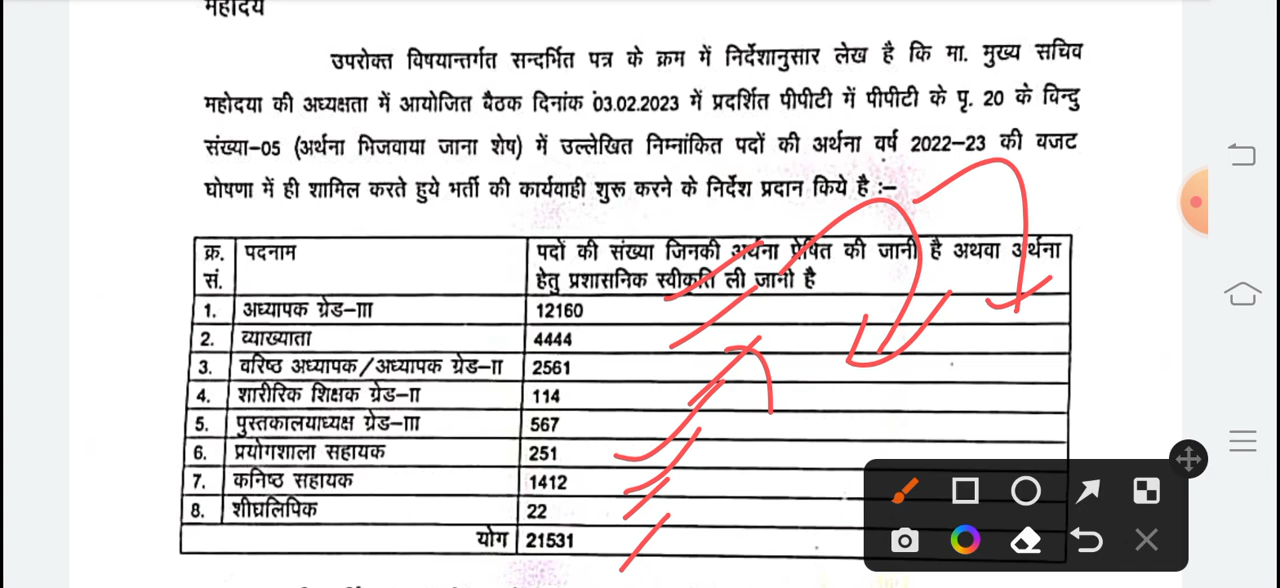 महोदय
उपरोक्त विषयान्तर्गत सन्दर्भित पत्र के क्रम में निर्देशानुसार लेख है कि मा. मुख्य सचिव
महोदया की अध्यक्षता में आयोजित बैठक दिनांक 03.02.2023 में प्रदर्शित पीपीटी में पीपीटी के पृ. 20 के विन्दु
संख्या-05 (अर्थना भिजवाया जाना शेष) में उल्लेखित निम्नांकित पदों की अर्थना वर्ष 2022-23 की वजट
घोषणा में ही शामिल करते हुये भर्ती की कार्यवाही शुरू करने के निर्देश प्रदान किये है :-
क्र. सं. पदनाम पदों की संख्या जिनकी अर्थना प्रेषित की जानी है अथवा अर्थना
हेतु प्रशासनिक स्वीकृति ली जानी है
1. अध्यापक ग्रेड-III 12160
2. व्याख्याता 4444
3. वरिष्ठ अध्यापक/अध्यापक ग्रेड-II 2561
4. शारीरिक शिक्षक ग्रेड-II 114
5. पुस्तकालयाध्यक्ष ग्रेड-III 567
6. प्रयोगशाला सहायक 251
7. कनिष्ठ सहायक 1412
8. शीघ्रलिपिक 22
योग 21531